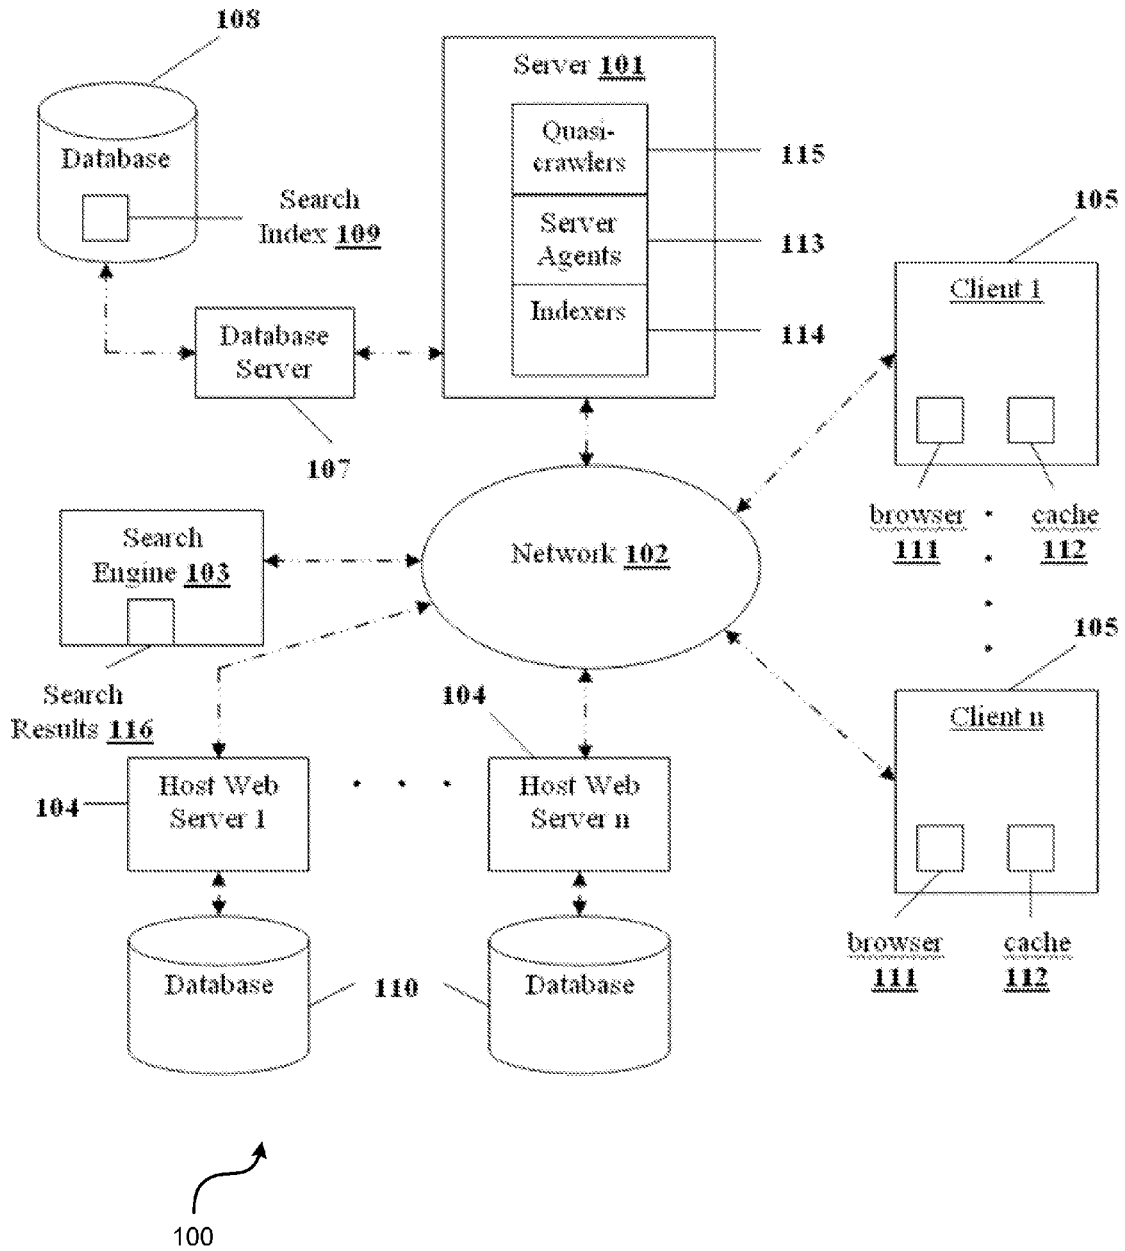 108
Server 101
Quasi-
crawlers
115
Database
Search
Index 109
Server
Agents
113
105
Client 1
Indexers
114
Database
Server
107
browser
111
cache
112
Search
Engine 103
Network 102
105
Search
Results 116
104
Client n
104
Host Web
Server 1
Host Web
Server n
browser
111
cache
112
Database
110
Database
100